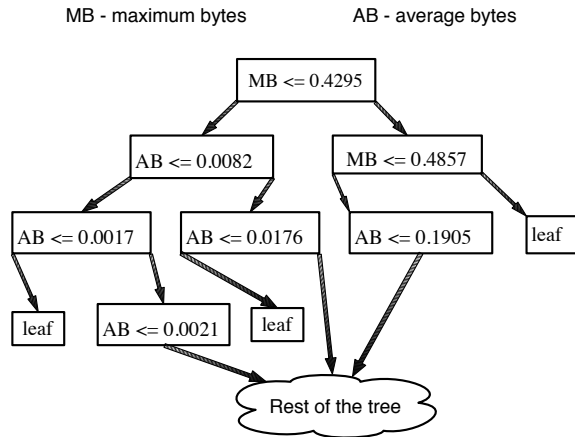 MB - maximum bytes AB - average bytes
MB <= 0.4295
AB <= 0.0082 MB <= 0.4857
AB <= 0.0017 AB <= 0.0176 AB <= 0.1905 leaf
leaf AB <= 0.0021 leaf
Rest of the tree